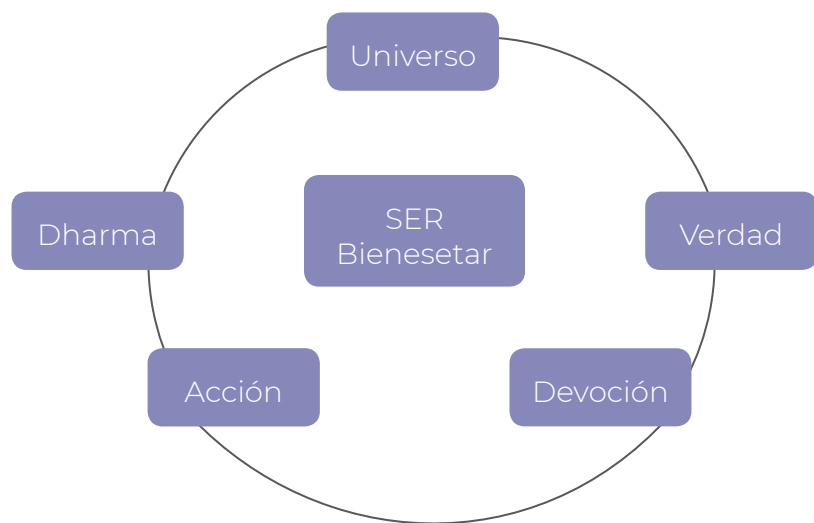 Universo
SER
Bienesetar
Dharma
Verdad
Acción
Devoción